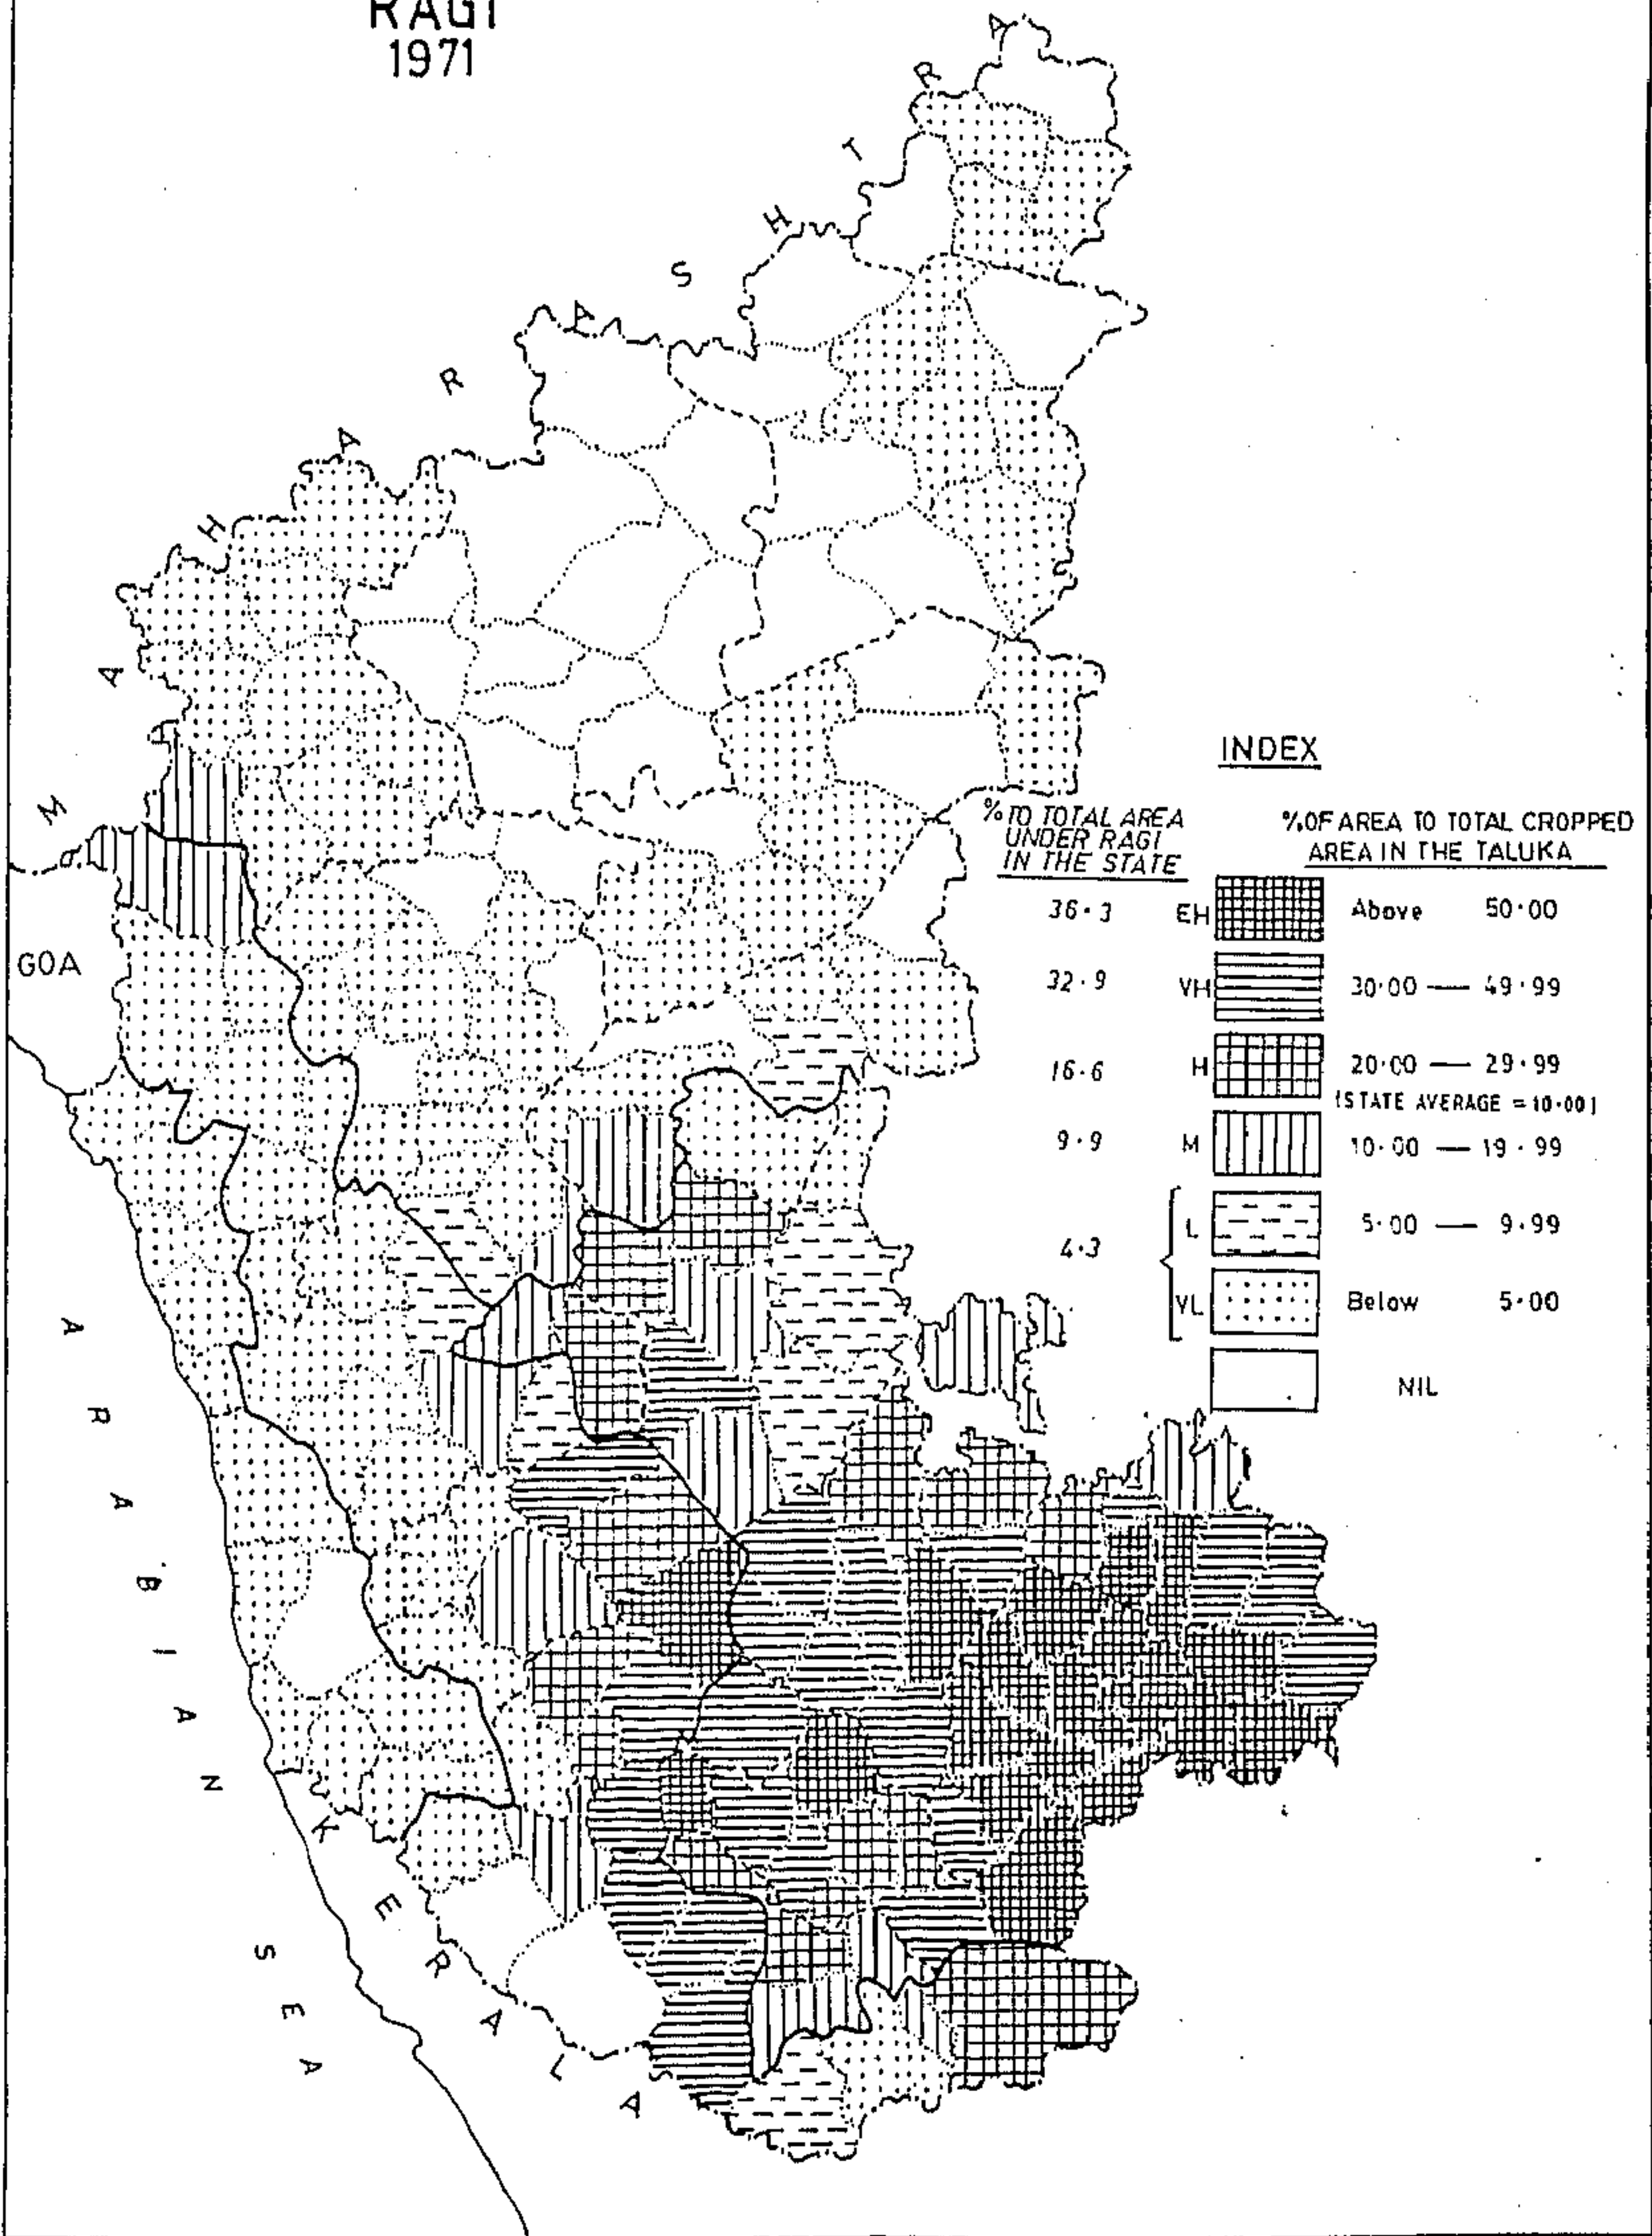 RAGI
1971
MAHARASHTRA
GOA
ARABIAN SEA
KERALA
INDEX
% TO TOTAL AREA
UNDER RAGI
IN THE STATE
% OF AREA TO TOTAL CROPPED
AREA IN THE TALUKA
36.3 EH Above 50.00
32.9 VH 30.00 — 49.99
16.6 H 20.00 — 29.99
(STATE AVERAGE = 10.00)
9.9 M 10.00 — 19.99
4.3
L 5.00 — 9.99
VL Below 5.00
NIL